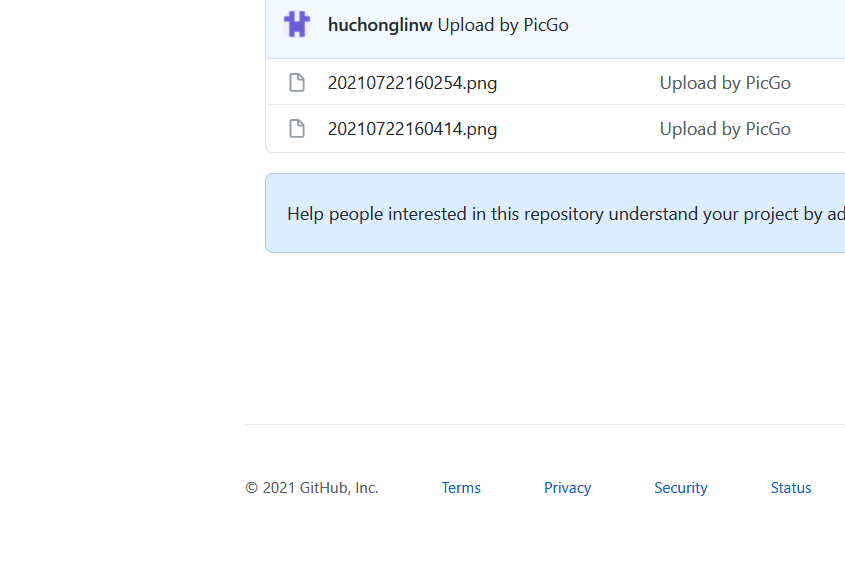 huchonglinw Upload by PicGo
20210722160254.png Upload by PicGo
20210722160414.png Upload by PicGo
Help people interested in this repository understand your project by ad
© 2021 GitHub, Inc. Terms Privacy Security Status